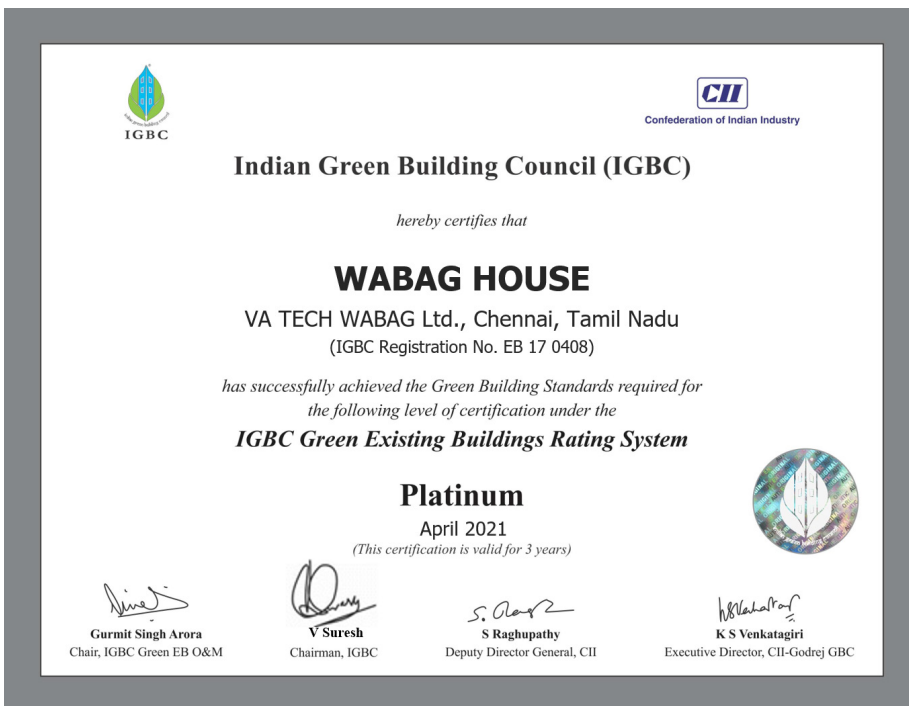 IGBC
CII
Confederation of Indian Industry
Indian Green Building Council (IGBC)
hereby certifies that
WABAG HOUSE
VA TECH WABAG Ltd., Chennai, Tamil Nadu
(IGBC Registration No. EB 17 0408)
has successfully achieved the Green Building Standards required for
the following level of certification under the
IGBC Green Existing Buildings Rating System
Platinum
April 2021
(This certification is valid for 3 years)
Gurmit Singh Arora
Chair, IGBC Green EB O&M
V Suresh
Chairman, IGBC
S Raghupathy
Deputy Director General, CII
K S Venkatagiri
Executive Director, CII-Godrej GBC